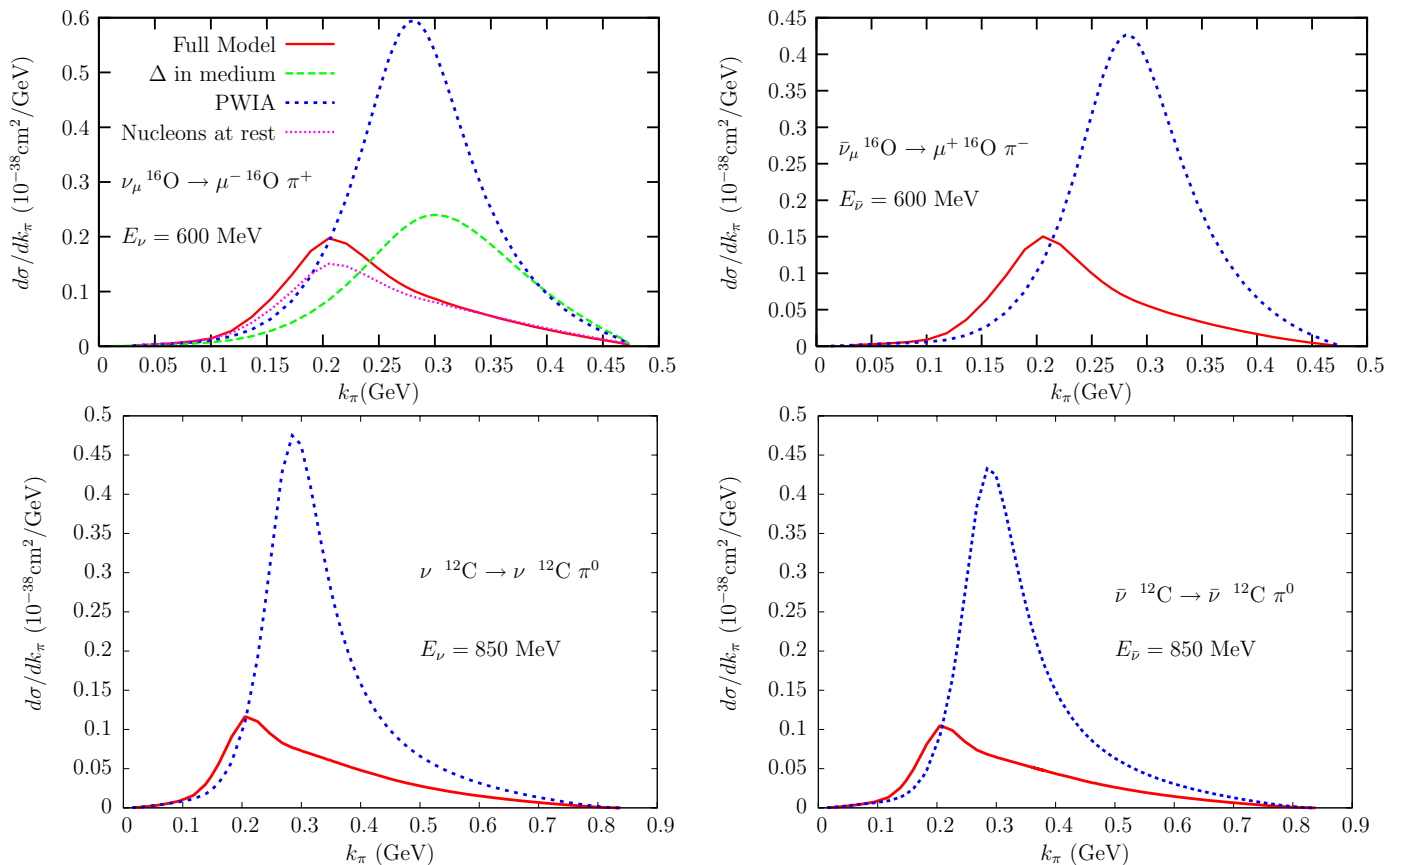 0.6
0.5
0.4
0.3
0.2
0.1
0
0 0.05 0.1 0.15 0.2 0.25 0.3 0.35 0.4 0.45 0.5
dσ/dk_π (10⁻³⁸cm²/GeV)
k_π(GeV)
Full Model
Δ in medium
PWIA
Nucleons at rest
ν_μ ¹⁶O → μ⁻ ¹⁶O π⁺
E_ν = 600 MeV
0.45
0.4
0.35
0.3
0.25
0.2
0.15
0.1
0.05
0
0 0.05 0.1 0.15 0.2 0.25 0.3 0.35 0.4 0.45 0.5
dσ/dk_π (10⁻³⁸cm²/GeV)
k_π(GeV)
ν̄_μ ¹⁶O → μ⁺ ¹⁶O π⁻
E_ν̄ = 600 MeV
0.5
0.45
0.4
0.35
0.3
0.25
0.2
0.15
0.1
0.05
0
0 0.1 0.2 0.3 0.4 0.5 0.6 0.7 0.8 0.9
dσ/dk_π (10⁻³⁸cm²/GeV)
k_π (GeV)
ν ¹²C → ν ¹²C π⁰
E_ν = 850 MeV
0.5
0.45
0.4
0.35
0.3
0.25
0.2
0.15
0.1
0.05
0
0 0.1 0.2 0.3 0.4 0.5 0.6 0.7 0.8 0.9
dσ/dk_π (10⁻³⁸cm²/GeV)
k_π (GeV)
ν̄ ¹²C → ν̄ ¹²C π⁰
E_ν̄ = 850 MeV